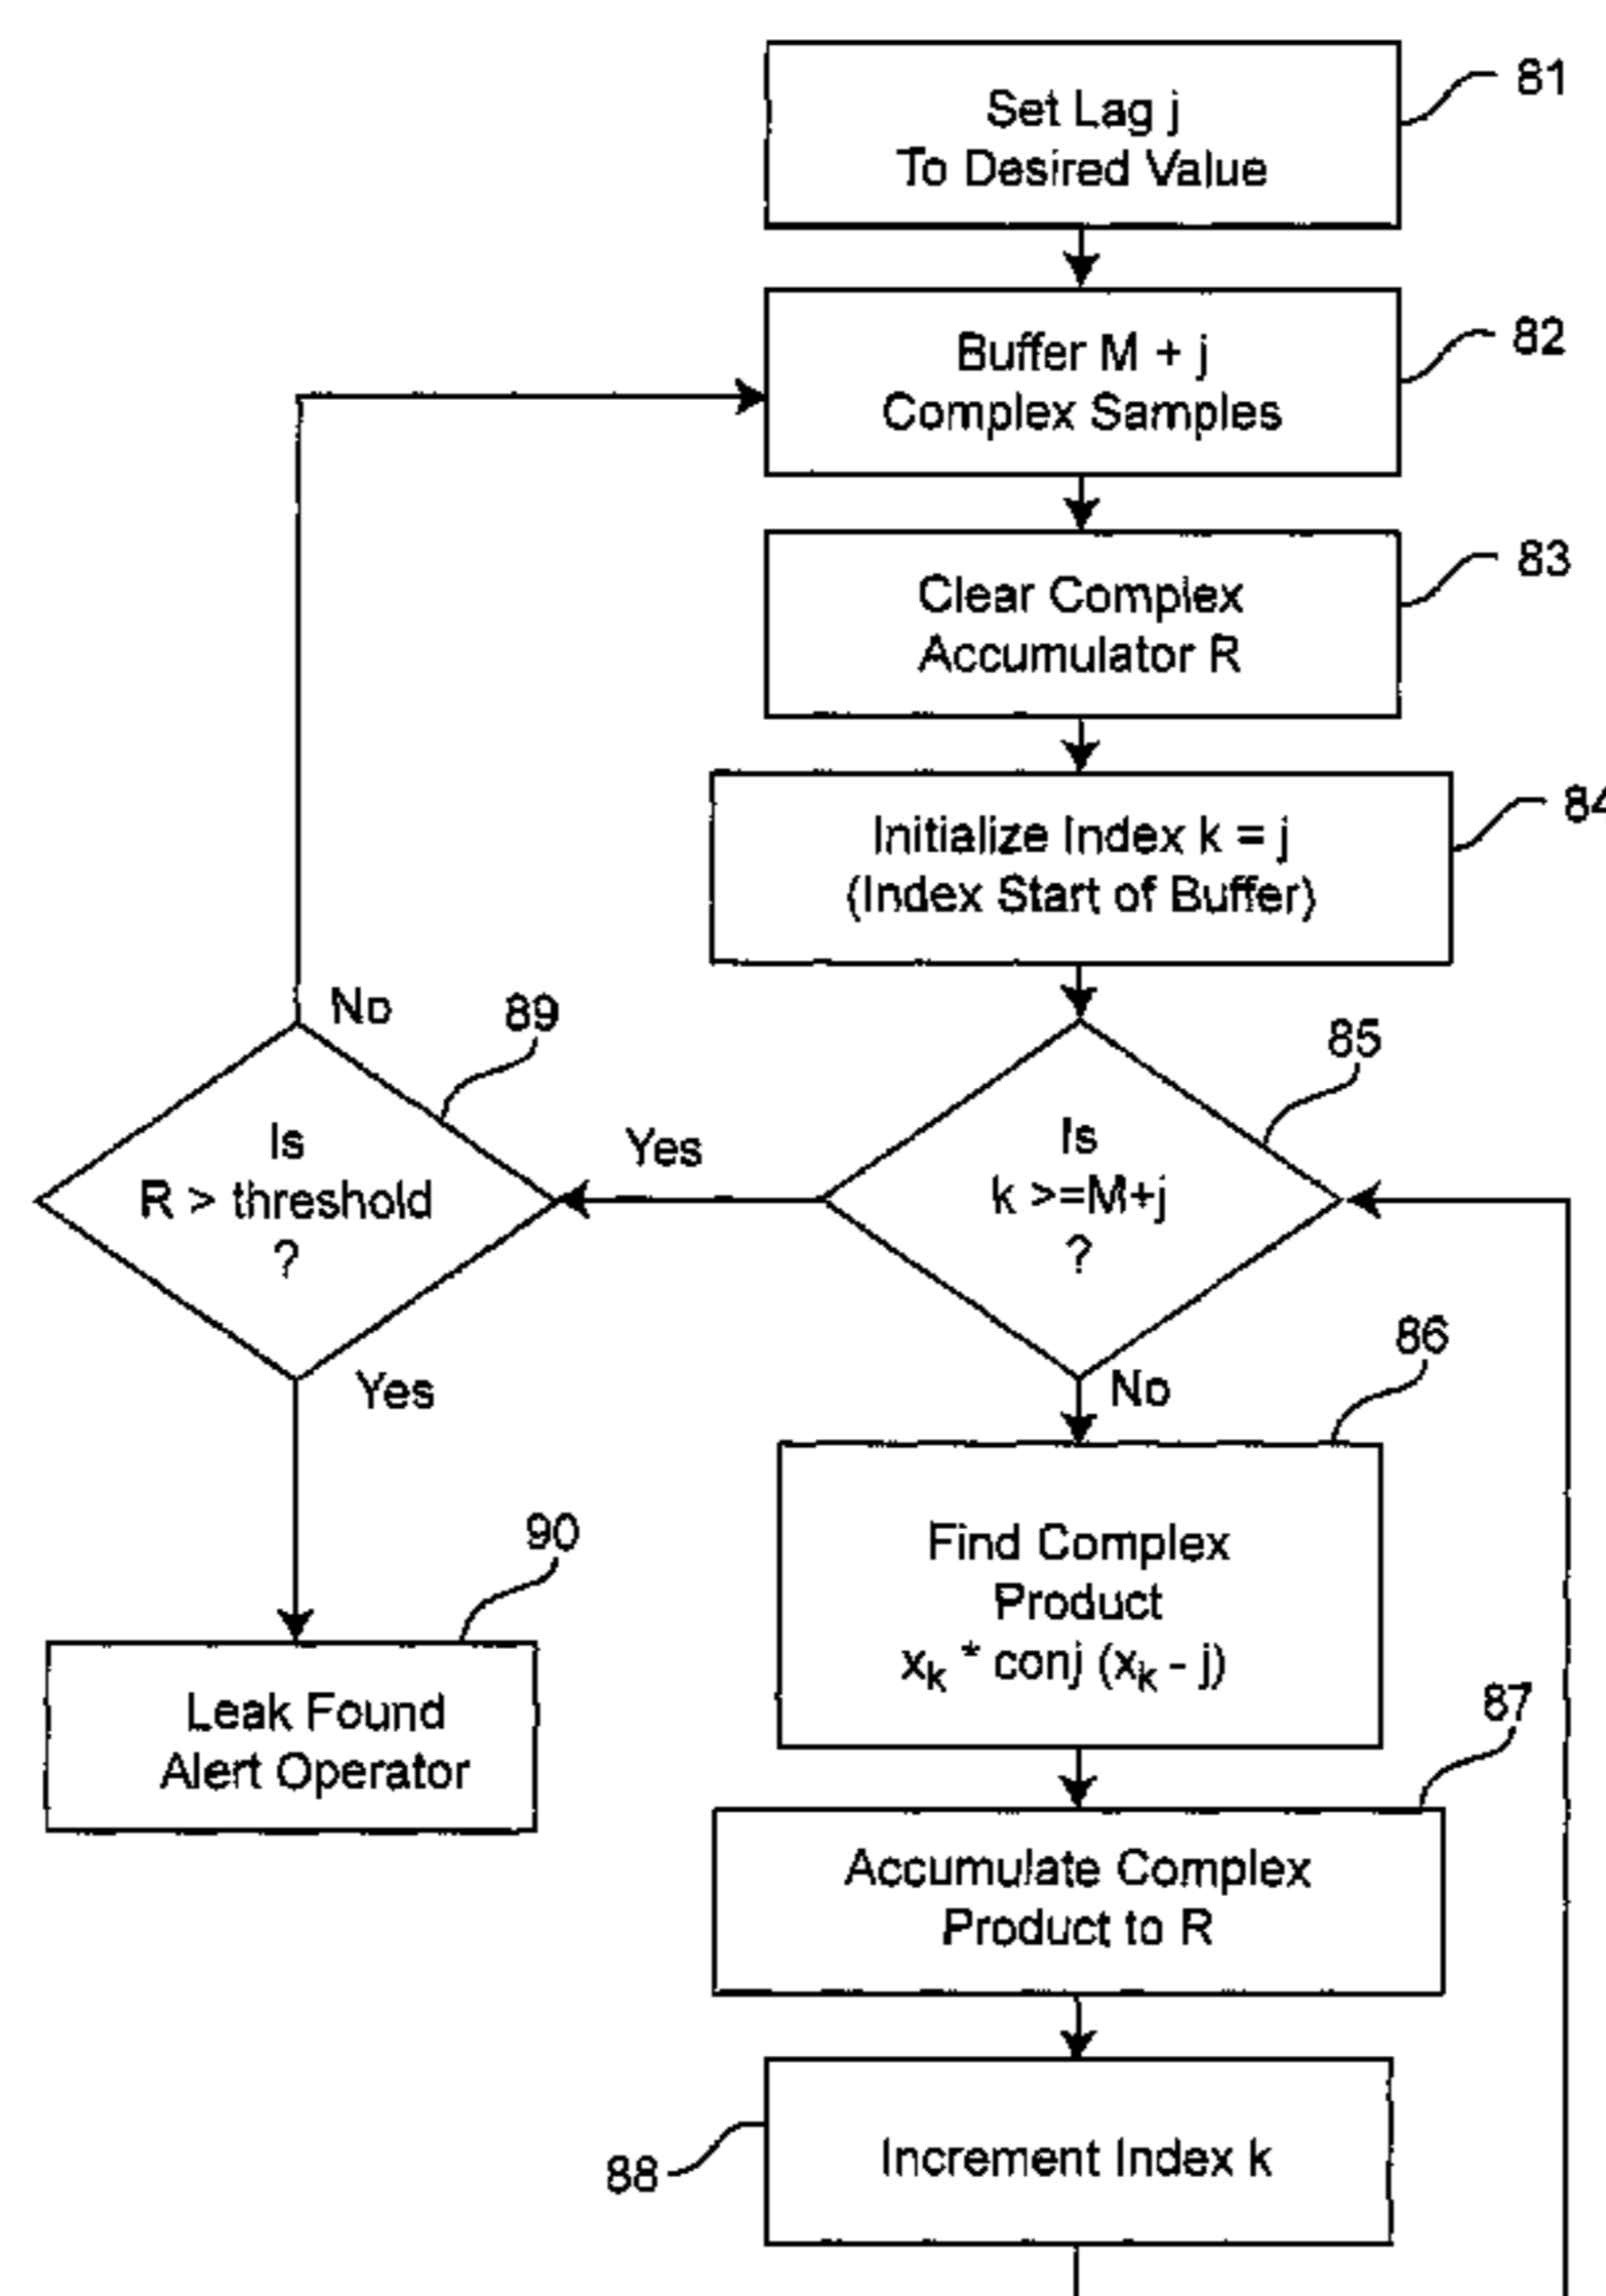 Set Lag j
To Desired Value
81
Buffer M + j
Complex Samples
82
Clear Complex
Accumulator R
83
Initialize Index k = j
(Index Start of Buffer)
84
No
89
Is
R > threshold
?
Yes
85
Is
k >=M+j
?
Yes
No
86
Find Complex
Product
xₖ * conj (xₖ - j)
90
Leak Found
Alert Operator
87
Accumulate Complex
Product to R
88
Increment Index k